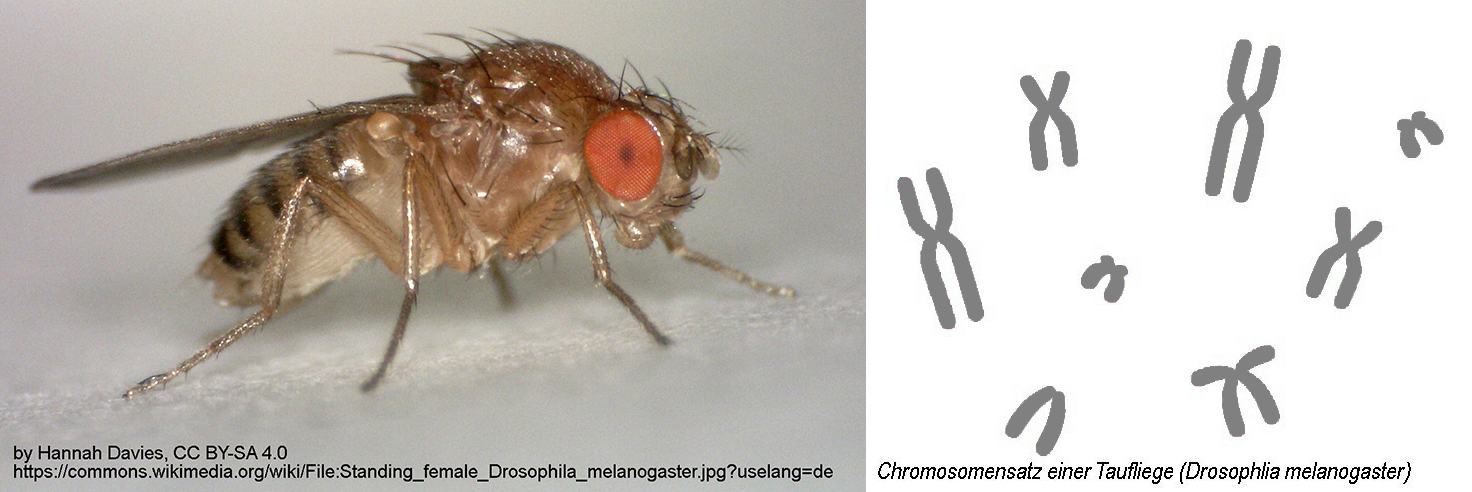 by Hannah Davies, CC BY-SA 4.0
https://commons.wikimedia.org/wiki/File:Standing_female_Drosophila_melanogaster.jpg?uselang=de
Chromosomensatz einer Taufliege (Drosophlia melanogaster)